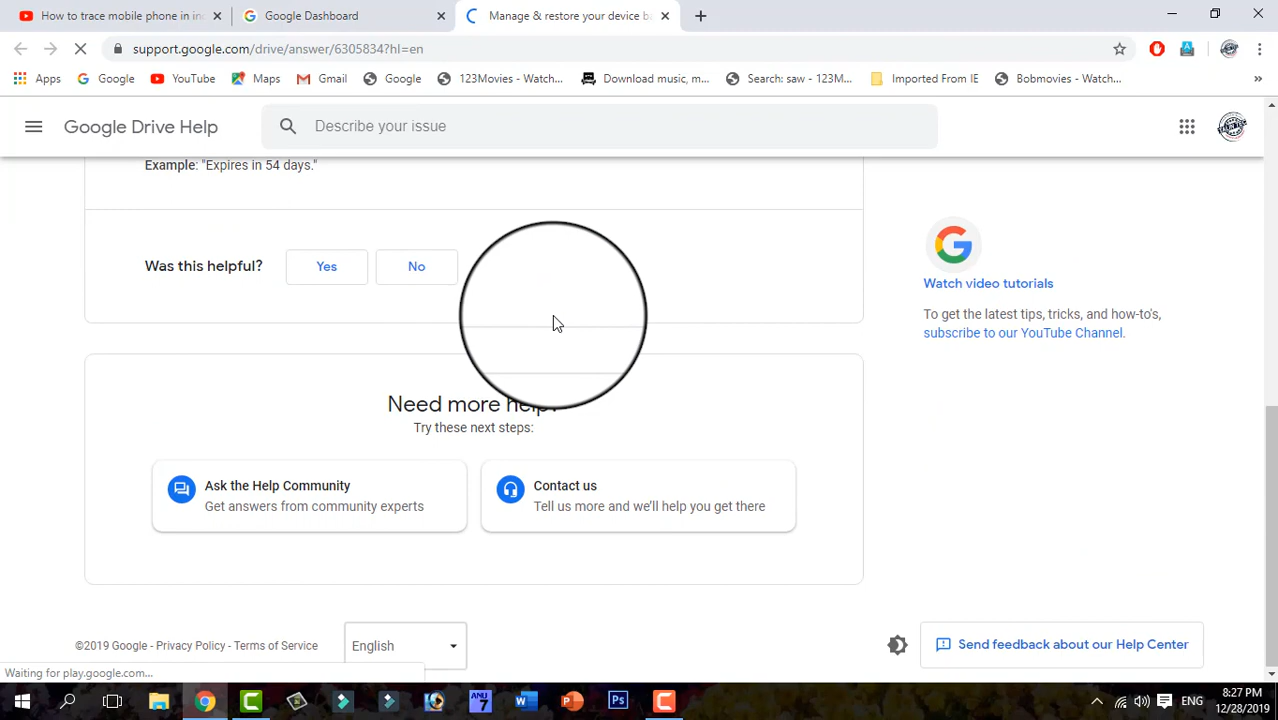 How to trace mobile phone in inc
Google Dashboard
Manage & restore your device ba
support.google.com/drive/answer/6305834?hl=en
Apps
Google
YouTube
Maps
Gmail
Google
123Movies - Watch...
Download music, m...
Search: saw - 123M...
Imported From IE
Bobmovies - Watch...
»
Google Drive Help
Describe your issue
Example: "Expires in 54 days."
Was this helpful?
Yes
No
Watch video tutorials
To get the latest tips, tricks, and how-to's,
subscribe to our YouTube Channel.
Need more help?
Try these next steps:
Ask the Help Community
Get answers from community experts
Contact us
Tell us more and we'll help you get there
©2019 Google - Privacy Policy - Terms of Service
English
Send feedback about our Help Center
Waiting for play.google.com...
ANU
7
Ps
ENG
8:27 PM
12/28/2019